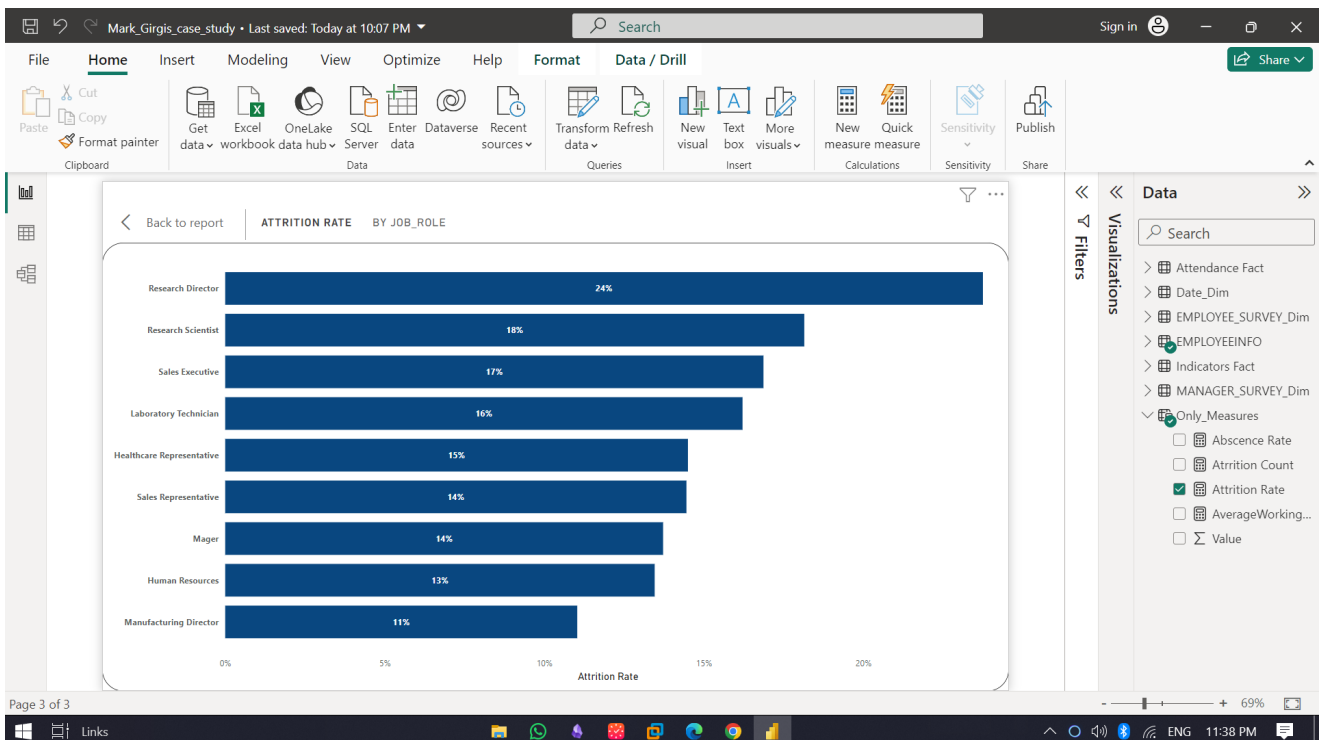 Mark_Girgis_case_study • Last saved: Today at 10:07 PM
Search
Sign in
File Home Insert Modeling View Optimize Help Format Data / Drill
Share
Paste
Cut
Copy
Format painter
Clipboard
Get data
Excel workbook
OneLake data hub
SQL Server
Enter data
Dataverse
Recent sources
Data
Transform data
Refresh
Queries
New visual
Text box
More visuals
Insert
New measure
Quick measure
Calculations
Sensitivity
Sensitivity
Publish
Share
Back to report
ATTRITION RATE BY JOB_ROLE
Research Director 24%
Research Scientist 18%
Sales Executive 17%
Laboratory Technician 16%
Healthcare Representative 15%
Sales Representative 14%
Mager 14%
Human Resources 13%
Manufacturing Director 11%
0% 5% 10% 15% 20%
Attrition Rate
Filters
Visualizations
Data
Search
Attendance Fact
Date_Dim
EMPLOYEE_SURVEY_Dim
EMPLOYEEINFO
Indicators Fact
MANAGER_SURVEY_Dim
Only_Measures
Abscence Rate
Atrrition Count
Attrition Rate
AverageWorking...
Value
Page 3 of 3
- + 69%
Links
ENG 11:38 PM